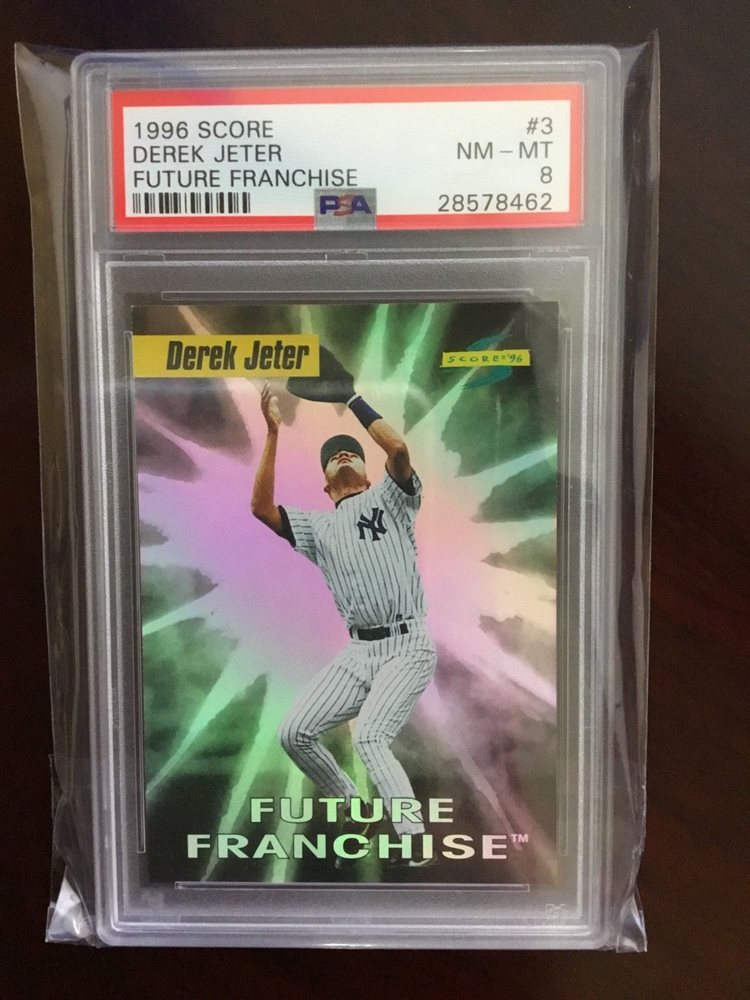 1996 SCORE #3
DEREK JETER NM - MT
FUTURE FRANCHISE 8
PSA 28578462
Derek Jeter
SCORE®'96
NY
FUTURE
FRANCHISE™